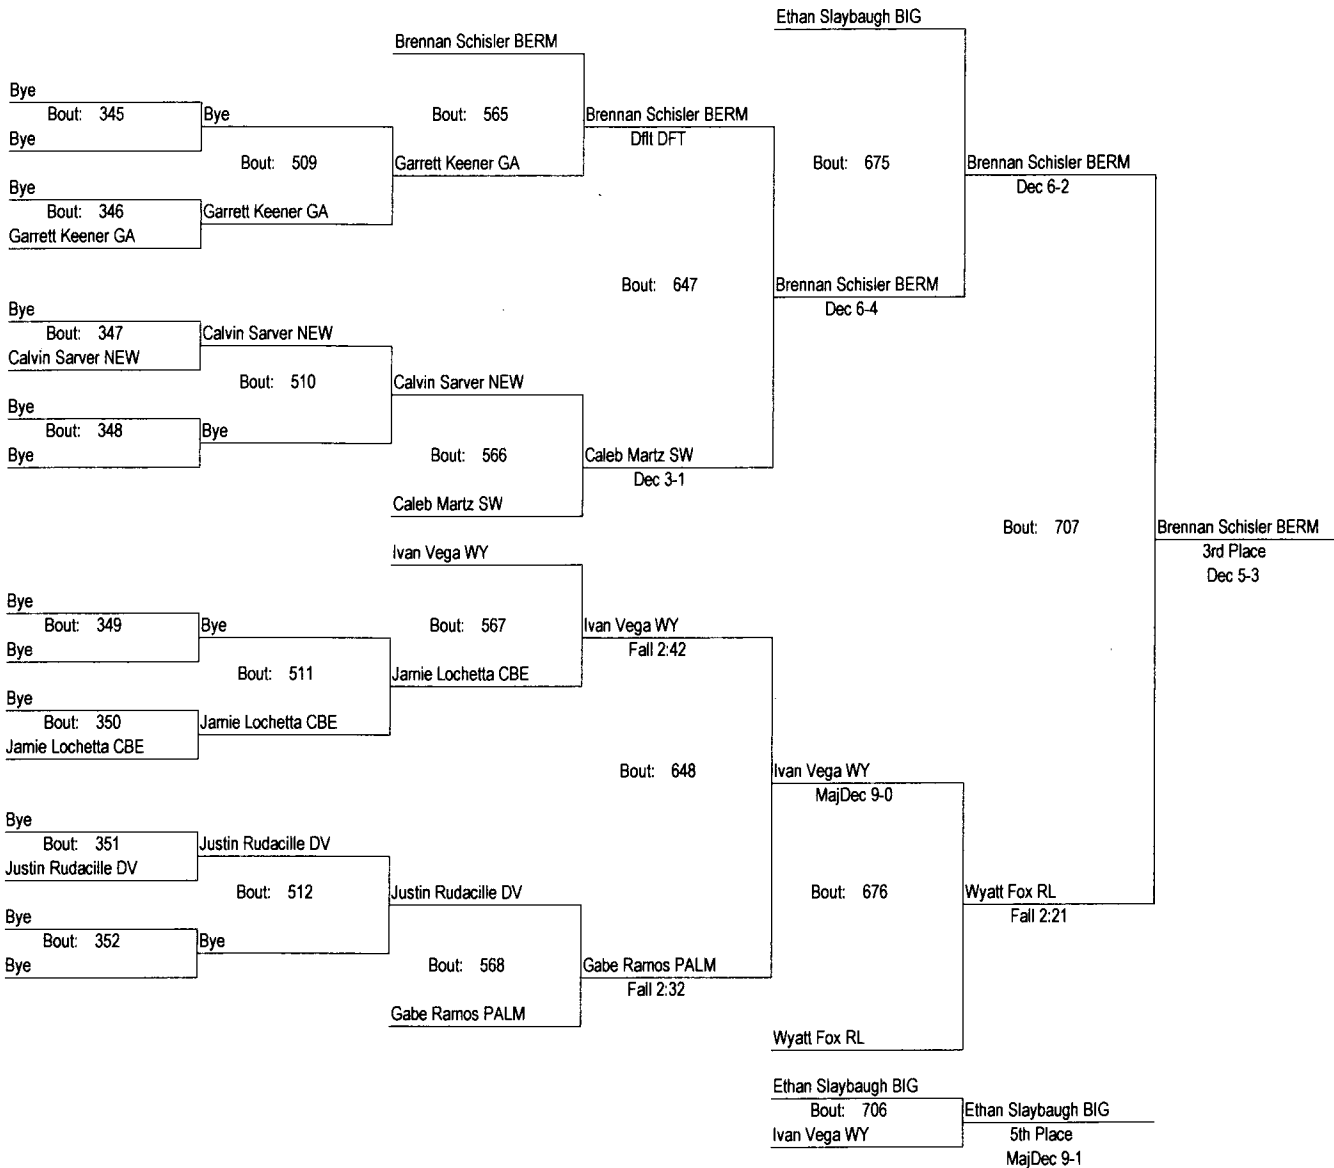 Ethan Slaybaugh BIG
Brennan Schisler BERM
Bye
Bout: 345
Bye
Bye
Bout: 565
Brennan Schisler BERM
Dflt DFT
Bout: 509
Garrett Keener GA
Bout: 675
Brennan Schisler BERM
Dec 6-2
Bye
Bout: 346
Garrett Keener GA
Garrett Keener GA
Bout: 647
Brennan Schisler BERM
Dec 6-4
Bye
Bout: 347
Calvin Sarver NEW
Calvin Sarver NEW
Bout: 510
Calvin Sarver NEW
Bye
Bout: 348
Bye
Bye
Bout: 566
Caleb Martz SW
Dec 3-1
Caleb Martz SW
Bout: 707
Brennan Schisler BERM
3rd Place
Dec 5-3
Ivan Vega WY
Bye
Bout: 349
Bye
Bye
Bout: 567
Ivan Vega WY
Fall 2:42
Bout: 511
Jamie Lochetta CBE
Bye
Bout: 350
Jamie Lochetta CBE
Jamie Lochetta CBE
Bout: 648
Ivan Vega WY
MajDec 9-0
Bye
Bout: 351
Justin Rudacille DV
Justin Rudacille DV
Bout: 512
Justin Rudacille DV
Bout: 676
Wyatt Fox RL
Fall 2:21
Bye
Bout: 352
Bye
Bye
Bout: 568
Gabe Ramos PALM
Fall 2:32
Gabe Ramos PALM
Wyatt Fox RL
Ethan Slaybaugh BIG
Bout: 706
Ivan Vega WY
Ethan Slaybaugh BIG
5th Place
MajDec 9-1